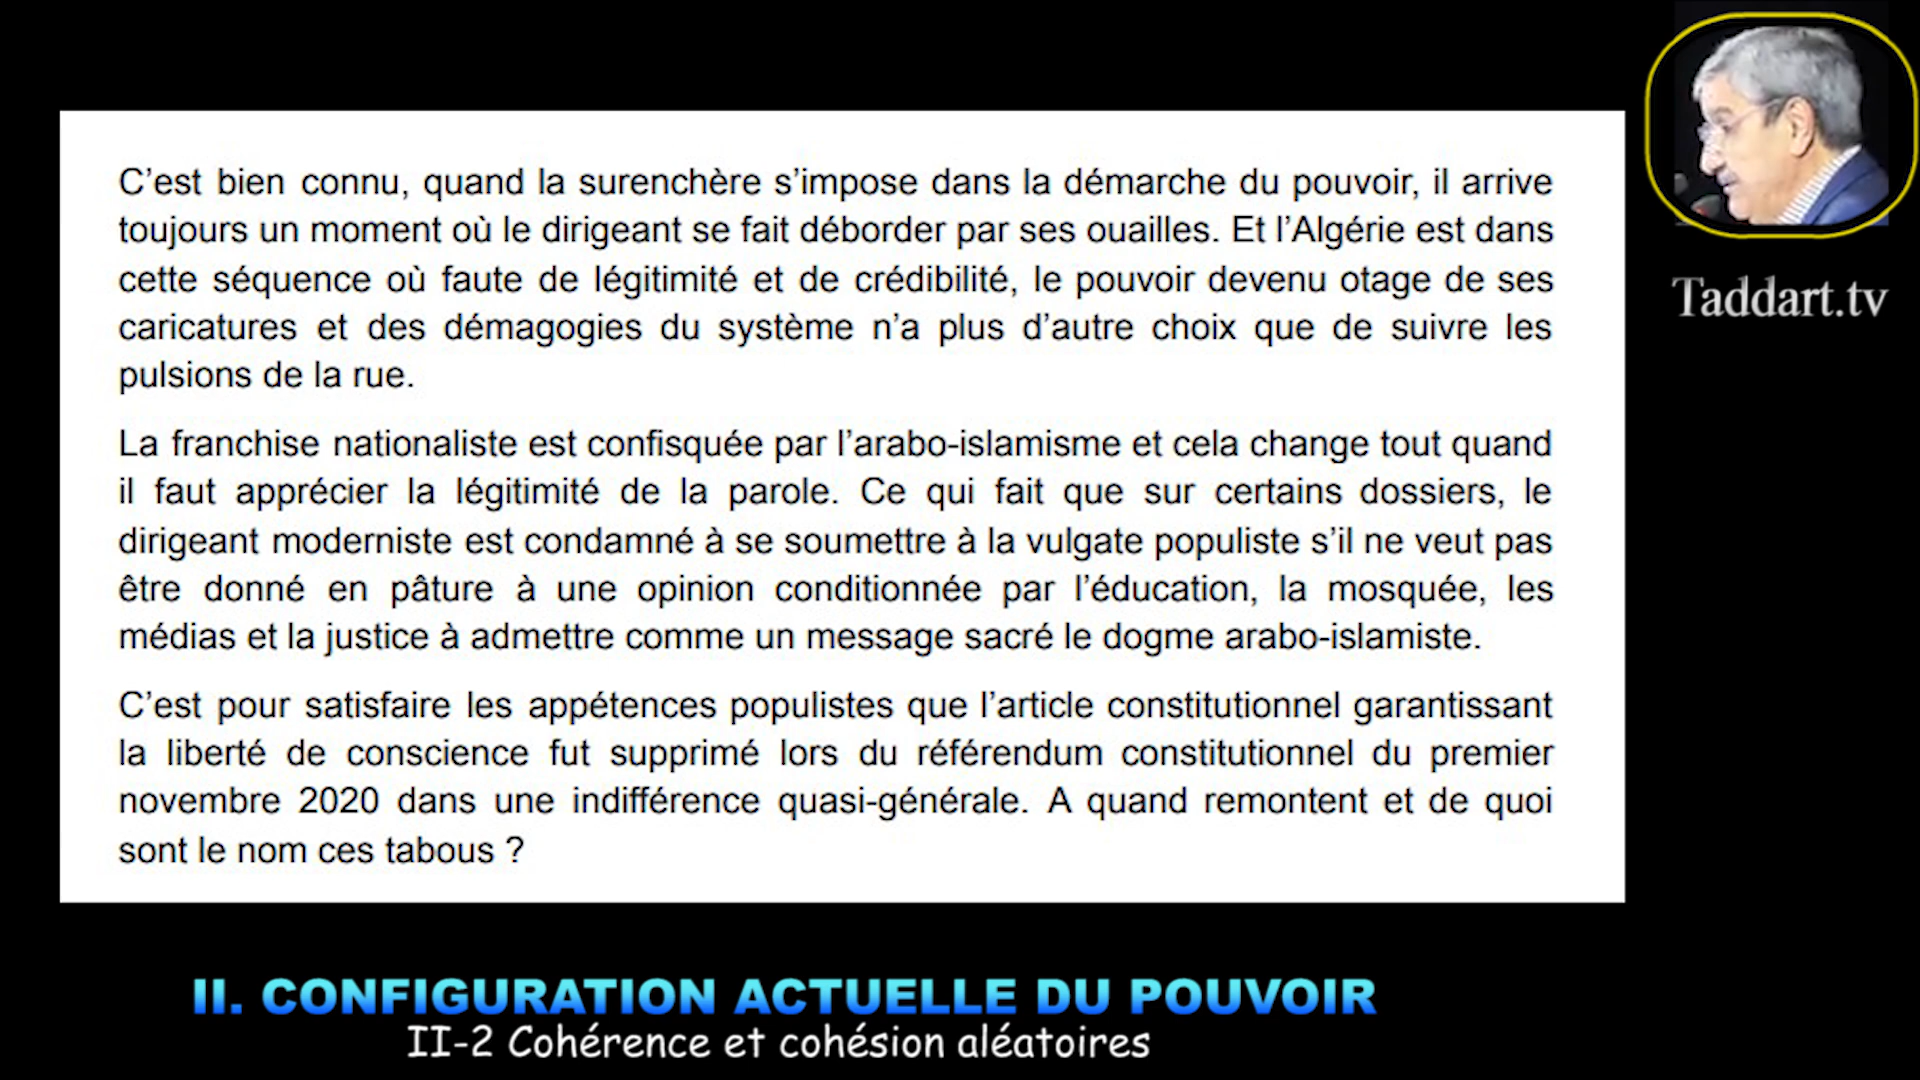 C’est bien connu, quand la surenchère s’impose dans la démarche du pouvoir, il arrive
toujours un moment où le dirigeant se fait déborder par ses ouailles. Et l’Algérie est dans
cette séquence où faute de légitimité et de crédibilité, le pouvoir devenu otage de ses
caricatures et des démagogies du système n’a plus d’autre choix que de suivre les
pulsions de la rue.
La franchise nationaliste est confisquée par l’arabo-islamisme et cela change tout quand
il faut apprécier la légitimité de la parole. Ce qui fait que sur certains dossiers, le
dirigeant moderniste est condamné à se soumettre à la vulgate populiste s’il ne veut pas
être donné en pâture à une opinion conditionnée par l’éducation, la mosquée, les
médias et la justice à admettre comme un message sacré le dogme arabo-islamiste.
C’est pour satisfaire les appétences populistes que l’article constitutionnel garantissant
la liberté de conscience fut supprimé lors du référendum constitutionnel du premier
novembre 2020 dans une indifférence quasi-générale. A quand remontent et de quoi
sont le nom ces tabous ?
Taddart.tv
II. CONFIGURATION ACTUELLE DU POUVOIR
II-2 Cohérence et cohésion aléatoires